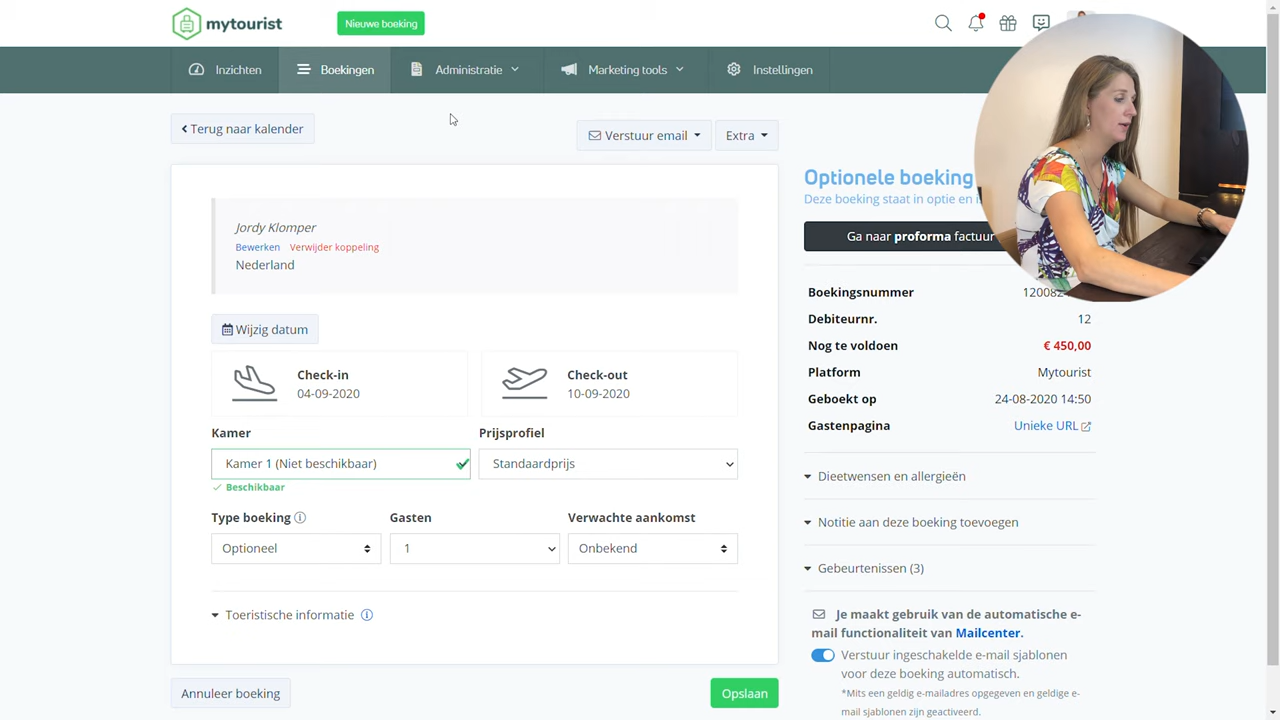 mytourist
Nieuwe boeking
Inzichten
Boekingen
Administratie
Marketing tools
Instellingen
Terug naar kalender
Verstuur email
Extra
Jordy Klomper
Bewerken Verwijder koppeling
Nederland
Wijzig datum
Check-in
04-09-2020
Check-out
10-09-2020
Kamer
Kamer 1 (Niet beschikbaar)
Beschikbaar
Prijsprofiel
Standaardprijs
Type boeking
Optioneel
Gasten
1
Verwachte aankomst
Onbekend
Toeristische informatie
Annuleer boeking
Opslaan
Optionele boeking
Deze boeking staat in optie en
Ga naar proforma factuur
Boekingsnummer
Debiteurnr. 12
Nog te voldoen € 450,00
Platform Mytourist
Geboekt op 24-08-2020 14:50
Gastenpagina Unieke URL
Dieetwensen en allergieën
Notitie aan deze boeking toevoegen
Gebeurtenissen (3)
Je maakt gebruik van de automatische e-
mail functionaliteit van Mailcenter.
Verstuur ingeschakelde e-mail sjablonen
voor deze boeking automatisch.
*Mits een geldig e-mailadres opgegeven en geldige e-
mail sjablonen zijn geactiveerd.